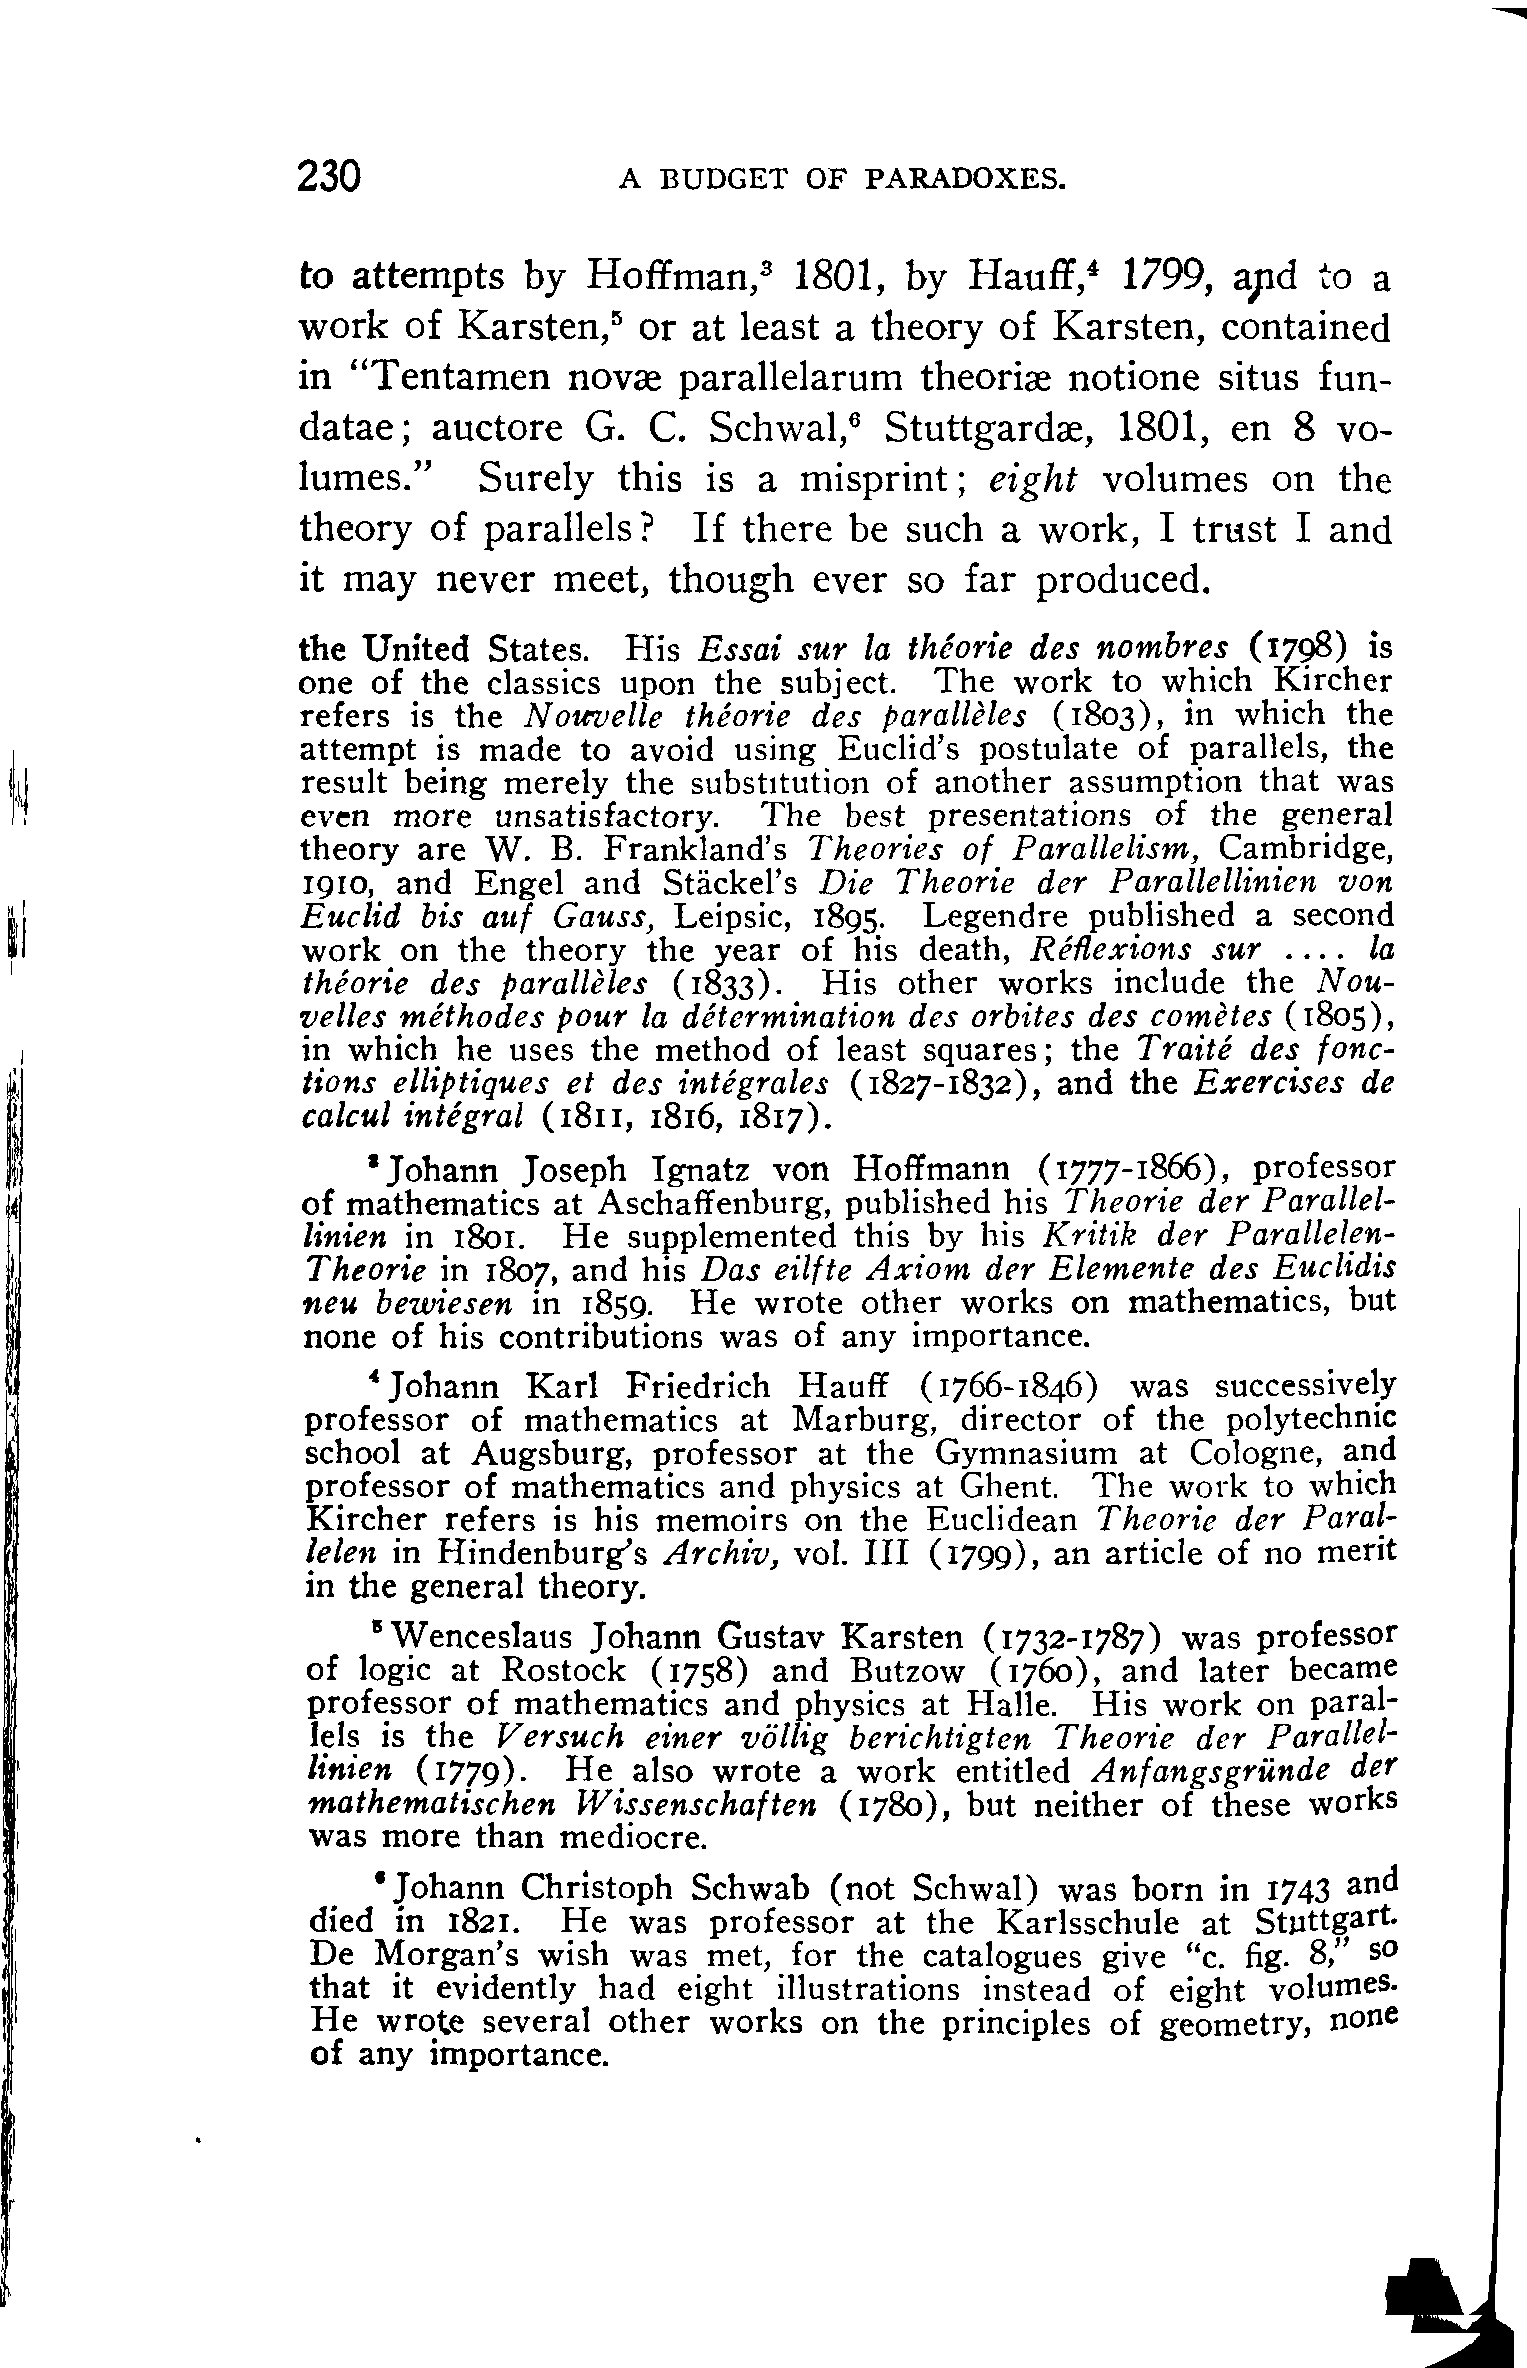 230 A BUDGET OF PARADOXES.
to attempts by Hoffman,³ 1801, by Hauff,⁴ 1799, and to a
work of Karsten,⁵ or at least a theory of Karsten, contained
in “Tentamen novæ parallelarum theoriæ notione situs fun-
datae; auctore G. C. Schwal,⁶ Stuttgardæ, 1801, en 8 vo-
lumes.” Surely this is a misprint; eight volumes on the
theory of parallels? If there be such a work, I trust I and
it may never meet, though ever so far produced.
the United States. His Essai sur la théorie des nombres (1798) is
one of the classics upon the subject. The work to which Kircher
refers is the Nouvelle théorie des parallèles (1803), in which the
attempt is made to avoid using Euclid’s postulate of parallels, the
result being merely the substitution of another assumption that was
even more unsatisfactory. The best presentations of the general
theory are W. B. Frankland’s Theories of Parallelism, Cambridge,
1910, and Engel and Stäckel’s Die Theorie der Parallellinien von
Euclid bis auf Gauss, Leipsic, 1895. Legendre published a second
work on the theory the year of his death, Réflexions sur .... la
théorie des parallèles (1833). His other works include the Nou-
velles méthodes pour la détermination des orbites des comètes (1805),
in which he uses the method of least squares; the Traité des fonc-
tions elliptiques et des intégrales (1827-1832), and the Exercises de
calcul intégral (1811, 1816, 1817).
³ Johann Joseph Ignatz von Hoffmann (1777-1866), professor
of mathematics at Aschaffenburg, published his Theorie der Parallel-
linien in 1801. He supplemented this by his Kritik der Parallelen-
Theorie in 1807, and his Das eilfte Axiom der Elemente des Euclidis
neu bewiesen in 1859. He wrote other works on mathematics, but
none of his contributions was of any importance.
⁴ Johann Karl Friedrich Hauff (1766-1846) was successively
professor of mathematics at Marburg, director of the polytechnic
school at Augsburg, professor at the Gymnasium at Cologne, and
professor of mathematics and physics at Ghent. The work to which
Kircher refers is his memoirs on the Euclidean Theorie der Paral-
lelen in Hindenburg’s Archiv, vol. III (1799), an article of no merit
in the general theory.
⁵ Wenceslaus Johann Gustav Karsten (1732-1787) was professor
of logic at Rostock (1758) and Butzow (1760), and later became
professor of mathematics and physics at Halle. His work on paral-
lels is the Versuch einer völlig berichtigten Theorie der Parallel-
linien (1779). He also wrote a work entitled Anfangsgründe der
mathematischen Wissenschaften (1780), but neither of these works
was more than mediocre.
⁶ Johann Christoph Schwab (not Schwal) was born in 1743 and
died in 1821. He was professor at the Karlsschule at Stuttgart.
De Morgan’s wish was met, for the catalogues give “c. fig. 8,” so
that it evidently had eight illustrations instead of eight volumes.
He wrote several other works on the principles of geometry, none
of any importance.